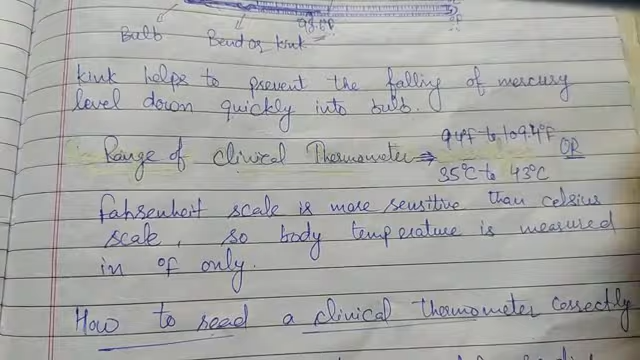 98.6°F
°F
Bulb Bend or kink
kink helps to prevent the falling of mercury
level down quickly into bulb.
Range of clinical Thermometer ⇒ 94°F to 109.4°F OR
35°C to 43°C
Fahrenheit scale is more sensitive than celsius
scale, so body temperature is measured
in °F only.
How to read a clinical thermometer correctly